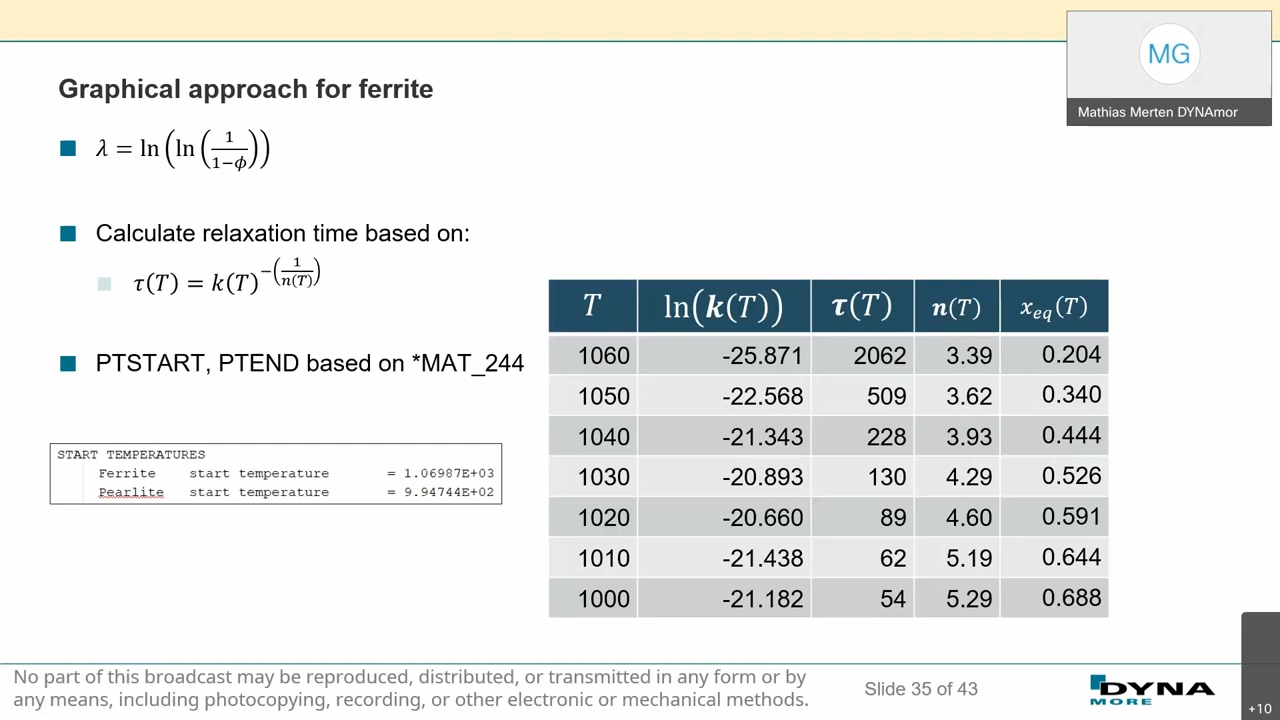 MG
Mathias Merten DYNAmor
Graphical approach for ferrite
λ = ln(ln(1/(1−ϕ)))
Calculate relaxation time based on:
τ(T) = k(T)^−(1/n(T))
PTSTART, PTEND based on *MAT_244
START TEMPERATURES
Ferrite start temperature = 1.06987E+03
Pearlite start temperature = 9.94744E+02
T ln(k(T)) τ(T) n(T) x_eq(T)
1060 -25.871 2062 3.39 0.204
1050 -22.568 509 3.62 0.340
1040 -21.343 228 3.93 0.444
1030 -20.893 130 4.29 0.526
1020 -20.660 89 4.60 0.591
1010 -21.438 62 5.19 0.644
1000 -21.182 54 5.29 0.688
No part of this broadcast may be reproduced, distributed, or transmitted in any form or by
any means, including photocopying, recording, or other electronic or mechanical methods.
Slide 35 of 43
DYNA
MORE
+10